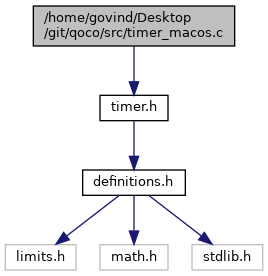 /home/govind/Desktop
/git/qoco/src/timer_macos.c
timer.h
definitions.h
limits.h
math.h
stdlib.h